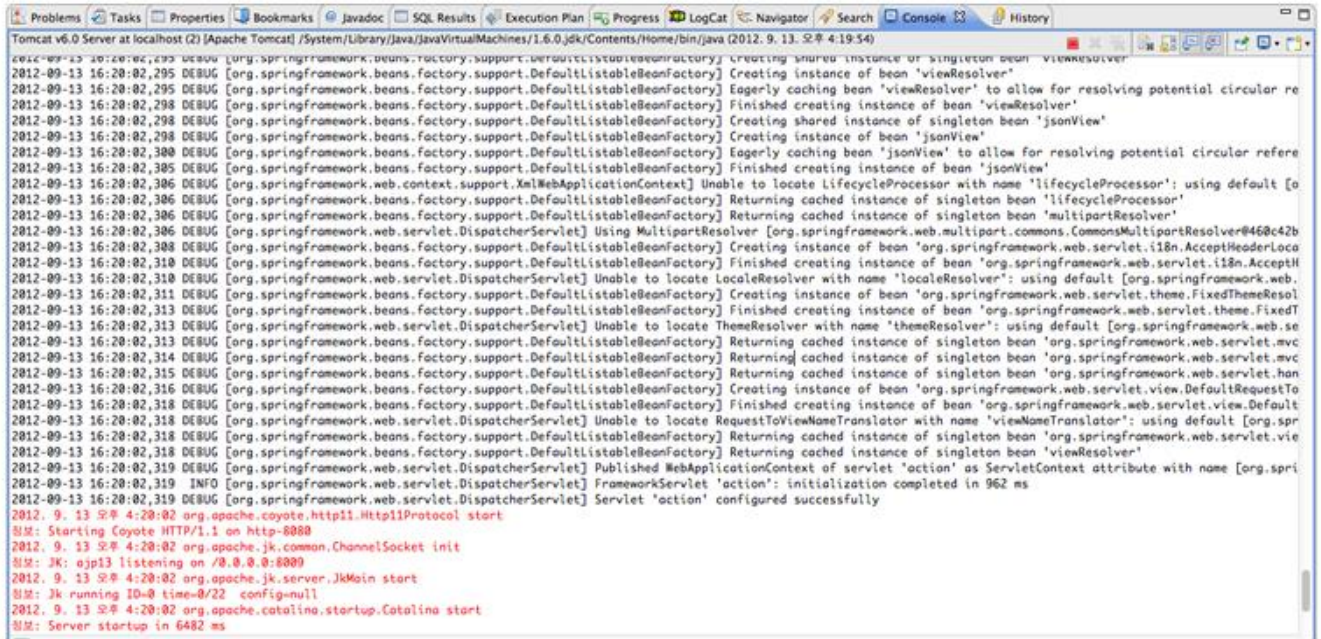 Problems Tasks Properties Bookmarks @ Javadoc SQL Results Execution Plan Progress LogCat Navigator Search Console History
Tomcat v6.0 Server at localhost (2) [Apache Tomcat] /System/Library/Java/JavaVirtualMachines/1.6.0.jdk/Contents/Home/bin/java (2012. 9. 13. 오후 4:19:54)
2012-09-13 16:20:02,295 DEBUG [org.springframework.beans.factory.support.DefaultListableBeanFactory] Creating shared instance of singleton bean 'viewResolver'
2012-09-13 16:20:02,295 DEBUG [org.springframework.beans.factory.support.DefaultListableBeanFactory] Creating instance of bean 'viewResolver'
2012-09-13 16:20:02,295 DEBUG [org.springframework.beans.factory.support.DefaultListableBeanFactory] Eagerly caching bean 'viewResolver' to allow for resolving potential circular re
2012-09-13 16:20:02,298 DEBUG [org.springframework.beans.factory.support.DefaultListableBeanFactory] Finished creating instance of bean 'viewResolver'
2012-09-13 16:20:02,298 DEBUG [org.springframework.beans.factory.support.DefaultListableBeanFactory] Creating shared instance of singleton bean 'jsonView'
2012-09-13 16:20:02,298 DEBUG [org.springframework.beans.factory.support.DefaultListableBeanFactory] Creating instance of bean 'jsonView'
2012-09-13 16:20:02,300 DEBUG [org.springframework.beans.factory.support.DefaultListableBeanFactory] Eagerly caching bean 'jsonView' to allow for resolving potential circular refere
2012-09-13 16:20:02,305 DEBUG [org.springframework.beans.factory.support.DefaultListableBeanFactory] Finished creating instance of bean 'jsonView'
2012-09-13 16:20:02,306 DEBUG [org.springframework.web.context.support.XmlWebApplicationContext] Unable to locate LifecycleProcessor with name 'lifecycleProcessor': using default [o
2012-09-13 16:20:02,306 DEBUG [org.springframework.beans.factory.support.DefaultListableBeanFactory] Returning cached instance of singleton bean 'lifecycleProcessor'
2012-09-13 16:20:02,306 DEBUG [org.springframework.beans.factory.support.DefaultListableBeanFactory] Returning cached instance of singleton bean 'multipartResolver'
2012-09-13 16:20:02,306 DEBUG [org.springframework.web.servlet.DispatcherServlet] Using MultipartResolver [org.springframework.web.multipart.commons.CommonsMultipartResolver@460c42b
2012-09-13 16:20:02,308 DEBUG [org.springframework.beans.factory.support.DefaultListableBeanFactory] Creating instance of bean 'org.springframework.web.servlet.i18n.AcceptHeaderLoca
2012-09-13 16:20:02,310 DEBUG [org.springframework.beans.factory.support.DefaultListableBeanFactory] Finished creating instance of bean 'org.springframework.web.servlet.i18n.AcceptH
2012-09-13 16:20:02,310 DEBUG [org.springframework.web.servlet.DispatcherServlet] Unable to locate LocaleResolver with name 'localeResolver': using default [org.springframework.web.
2012-09-13 16:20:02,311 DEBUG [org.springframework.beans.factory.support.DefaultListableBeanFactory] Creating instance of bean 'org.springframework.web.servlet.theme.FixedThemeResol
2012-09-13 16:20:02,313 DEBUG [org.springframework.beans.factory.support.DefaultListableBeanFactory] Finished creating instance of bean 'org.springframework.web.servlet.theme.FixedT
2012-09-13 16:20:02,313 DEBUG [org.springframework.web.servlet.DispatcherServlet] Unable to locate ThemeResolver with name 'themeResolver': using default [org.springframework.web.se
2012-09-13 16:20:02,313 DEBUG [org.springframework.beans.factory.support.DefaultListableBeanFactory] Returning cached instance of singleton bean 'org.springframework.web.servlet.mvc
2012-09-13 16:20:02,314 DEBUG [org.springframework.beans.factory.support.DefaultListableBeanFactory] Returning cached instance of singleton bean 'org.springframework.web.servlet.mvc
2012-09-13 16:20:02,315 DEBUG [org.springframework.beans.factory.support.DefaultListableBeanFactory] Returning cached instance of singleton bean 'org.springframework.web.servlet.han
2012-09-13 16:20:02,316 DEBUG [org.springframework.beans.factory.support.DefaultListableBeanFactory] Creating instance of bean 'org.springframework.web.servlet.view.DefaultRequestTo
2012-09-13 16:20:02,318 DEBUG [org.springframework.beans.factory.support.DefaultListableBeanFactory] Finished creating instance of bean 'org.springframework.web.servlet.view.Default
2012-09-13 16:20:02,318 DEBUG [org.springframework.web.servlet.DispatcherServlet] Unable to locate RequestToViewNameTranslator with name 'viewNameTranslator': using default [org.spr
2012-09-13 16:20:02,318 DEBUG [org.springframework.beans.factory.support.DefaultListableBeanFactory] Returning cached instance of singleton bean 'org.springframework.web.servlet.vie
2012-09-13 16:20:02,318 DEBUG [org.springframework.beans.factory.support.DefaultListableBeanFactory] Returning cached instance of singleton bean 'viewResolver'
2012-09-13 16:20:02,319 DEBUG [org.springframework.web.servlet.DispatcherServlet] Published WebApplicationContext of servlet 'action' as ServletContext attribute with name [org.spri
2012-09-13 16:20:02,319 INFO [org.springframework.web.servlet.DispatcherServlet] FrameworkServlet 'action': initialization completed in 962 ms
2012-09-13 16:20:02,319 DEBUG [org.springframework.web.servlet.DispatcherServlet] Servlet 'action' configured successfully
2012. 9. 13 오후 4:20:02 org.apache.coyote.http11.Http11Protocol start
정보: Starting Coyote HTTP/1.1 on http-8080
2012. 9. 13 오후 4:20:02 org.apache.jk.common.ChannelSocket init
정보: JK: ajp13 listening on /0.0.0.0:8009
2012. 9. 13 오후 4:20:02 org.apache.jk.server.JkMain start
정보: Jk running ID=0 time=0/22 config=null
2012. 9. 13 오후 4:20:02 org.apache.catalina.startup.Catalina start
정보: Server startup in 6482 ms